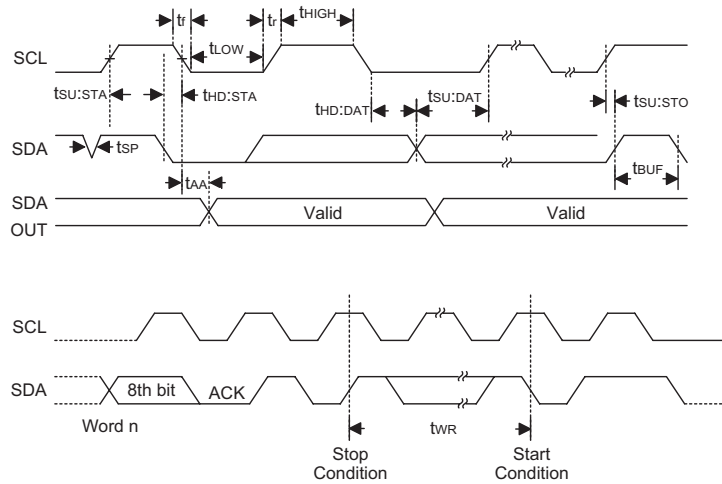 tf
tr
tHIGH
SCL
tLOW
tSU:STA
tHD:STA
tHD:DAT
tSU:DAT
tSU:STO
SDA
tSP
tBUF
tAA
SDA
OUT
Valid
Valid
SCL
SDA
8th bit
ACK
Word n
tWR
Stop
Condition
Start
Condition